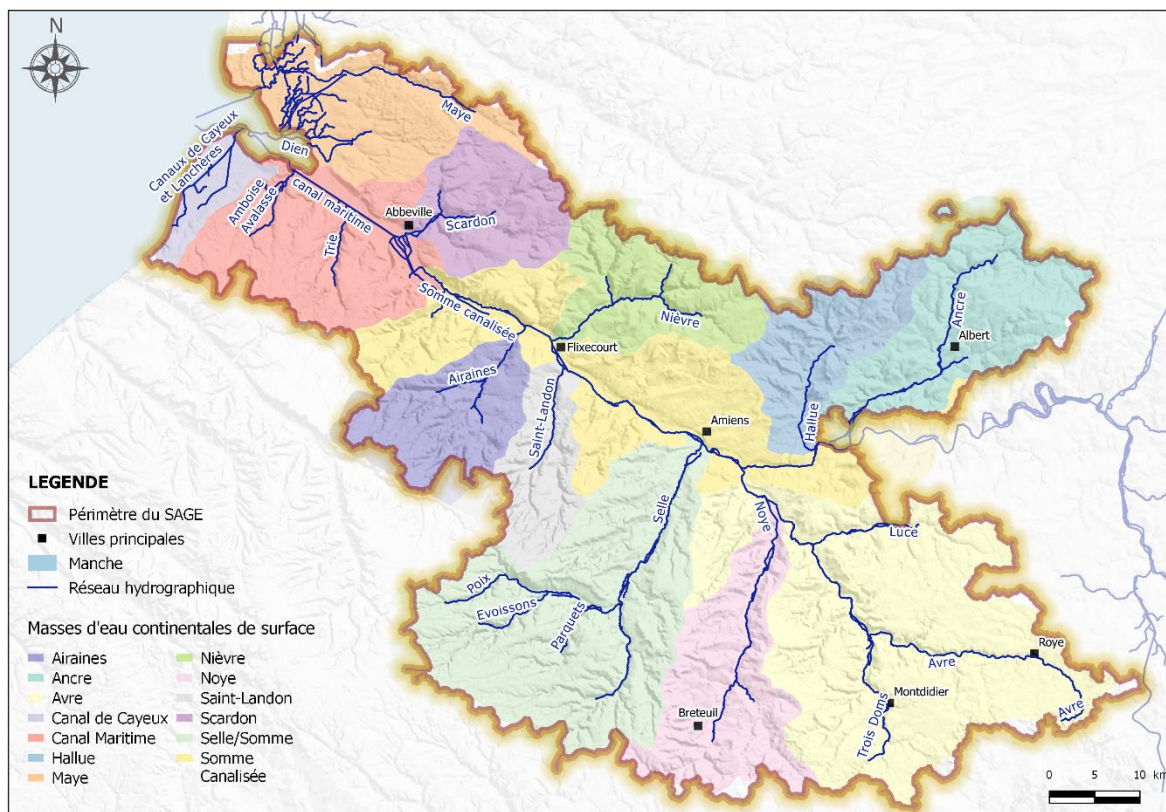 N
Maye
Dien
Canaux de Cayeux
et Lanchères
Amboise
Avalasse
canal maritime
Abbeville
Scardon
Trie
Somme canalisée
Nièvre
Ancre
Albert
Flixecourt
Airaines
Saint-Landon
Hallue
Amiens
Selle
Noye
Luce
Poix
Evoissons
Parquets
Avre
Roye
Montdidier
Avre
Breteuil
Trois Doms
LEGENDE
Périmètre du SAGE
Villes principales
Manche
Réseau hydrographique
Masses d'eau continentales de surface
Airaines
Ancre
Avre
Canal de Cayeux
Canal Maritime
Hallue
Maye
Nièvre
Noye
Saint-Landon
Scardon
Selle/Somme
Somme
Canalisée
0 5 10 km